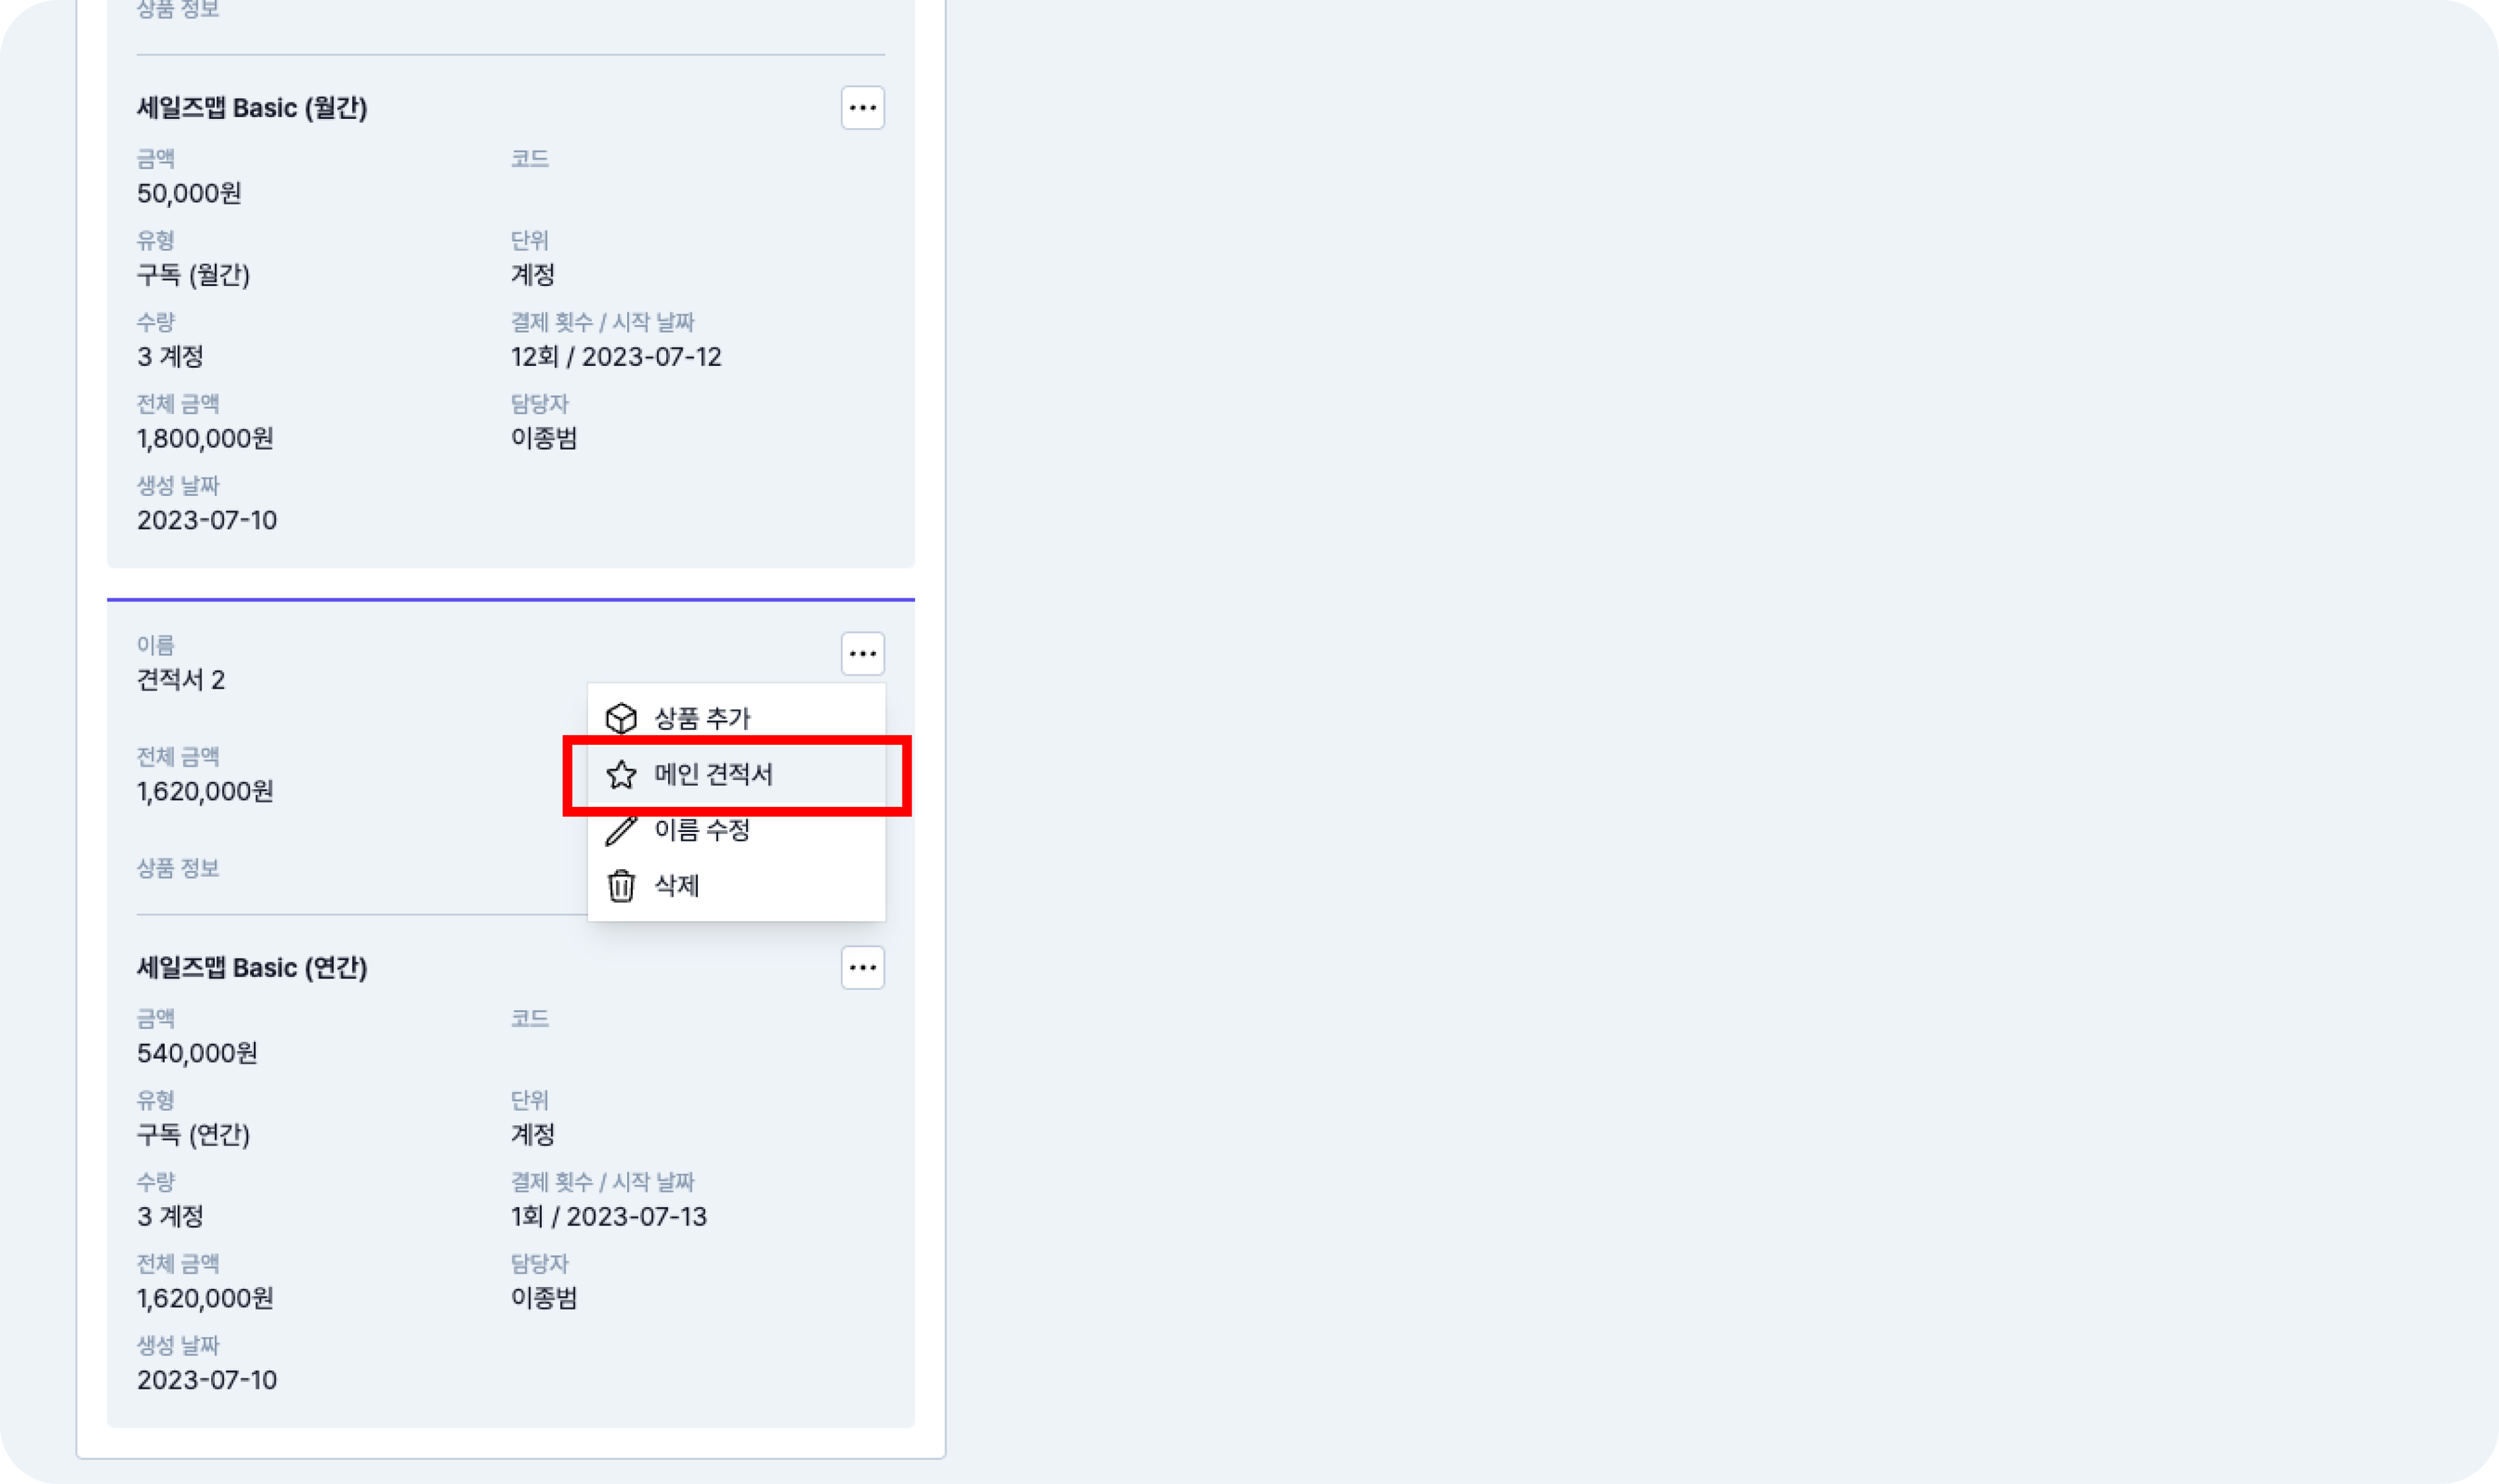 상품 정보
세일즈맵 Basic (월간)
금액
코드
50,000원
유형
단위
구독 (월간)
계정
수량
결제 횟수 / 시작 날짜
3 계정
12회 / 2023-07-12
전체 금액
담당자
1,800,000원
이종범
생성 날짜
2023-07-10
이름
견적서 2
상품 추가
전체 금액
메인 견적서
1,620,000원
이름 수정
상품 정보
삭제
세일즈맵 Basic (연간)
금액
코드
540,000원
유형
단위
구독 (연간)
계정
수량
결제 횟수 / 시작 날짜
3 계정
1회 / 2023-07-13
전체 금액
담당자
1,620,000원
이종범
생성 날짜
2023-07-10